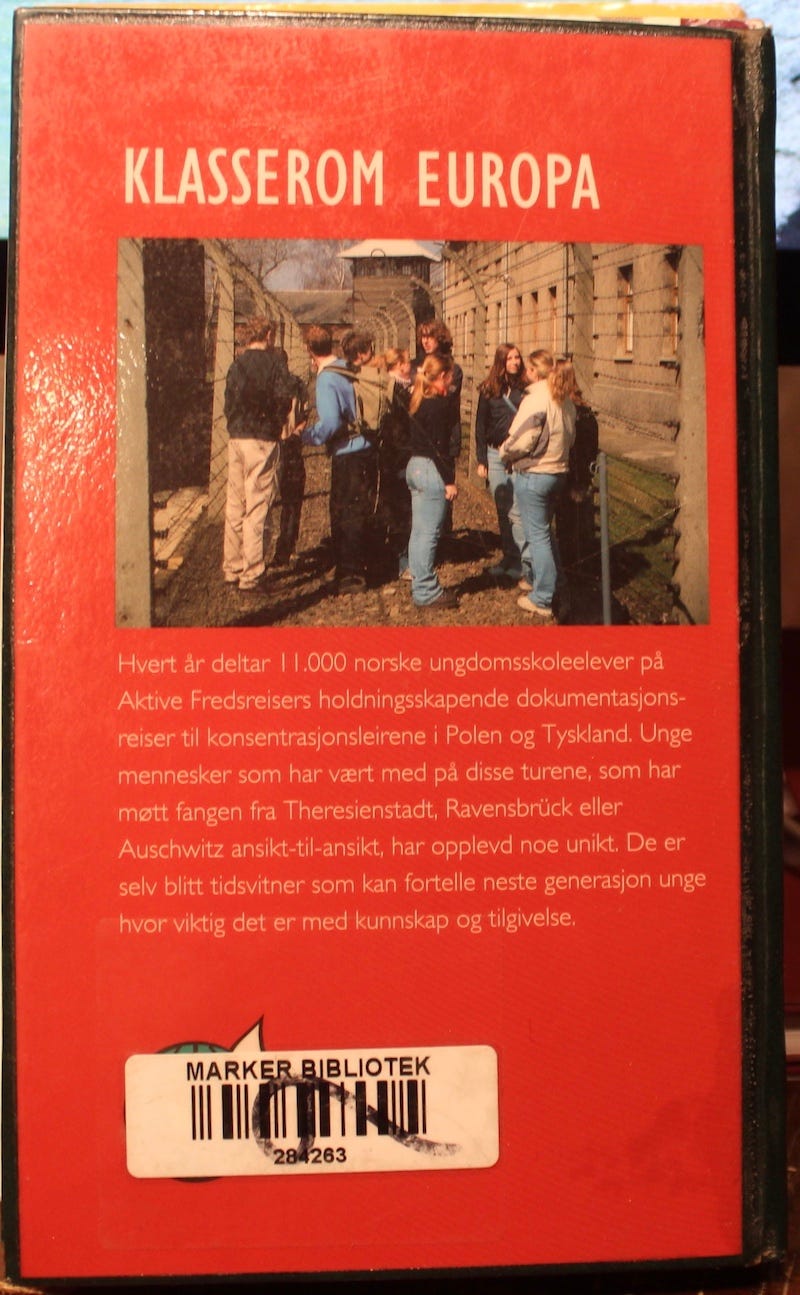 KLASSEROM EUROPA
Hvert år deltar 11.000 norske ungdomsskoleelever på
Aktive Fredsreisers holdningsskapende dokumentasjons-
reiser til konsentrasjonsleirene i Polen og Tyskland. Unge
mennesker som har vært med på disse turene, som har
møtt fangen fra Theresienstadt, Ravensbrück eller
Auschwitz ansikt-til-ansikt, har opplevd noe unikt. De er
selv blitt tidsvitner som kan fortelle neste generasjon unge
hvor viktig det er med kunnskap og tilgivelse.
MARKER BIBLIOTEK
284263